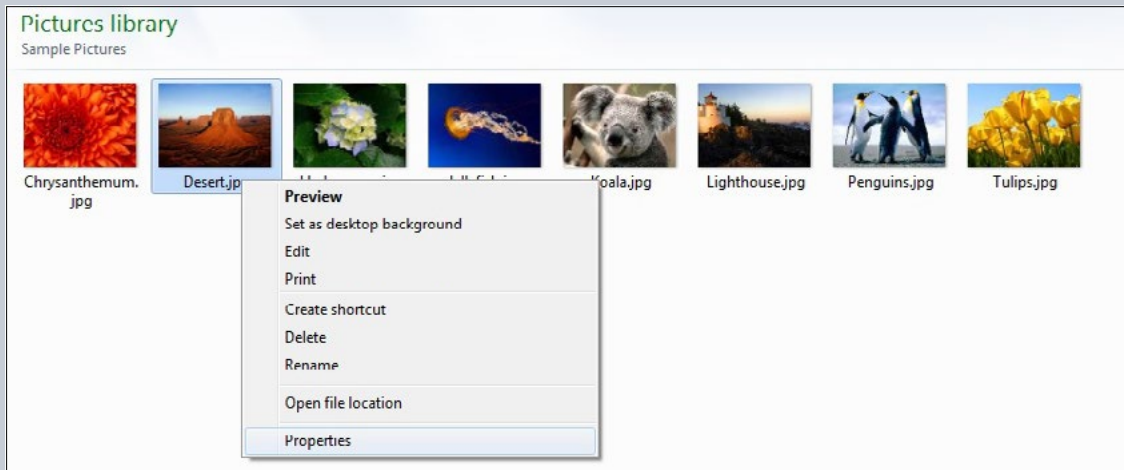 Pictures library
Sample Pictures
Chrysanthemum.
jpg
Desert.jp
Koala.jpg
Lighthouse.jpg
Penguins.jpg
Tulips.jpg
Preview
Set as desktop background
Edit
Print
Create shortcut
Delete
Rename
Open file location
Properties